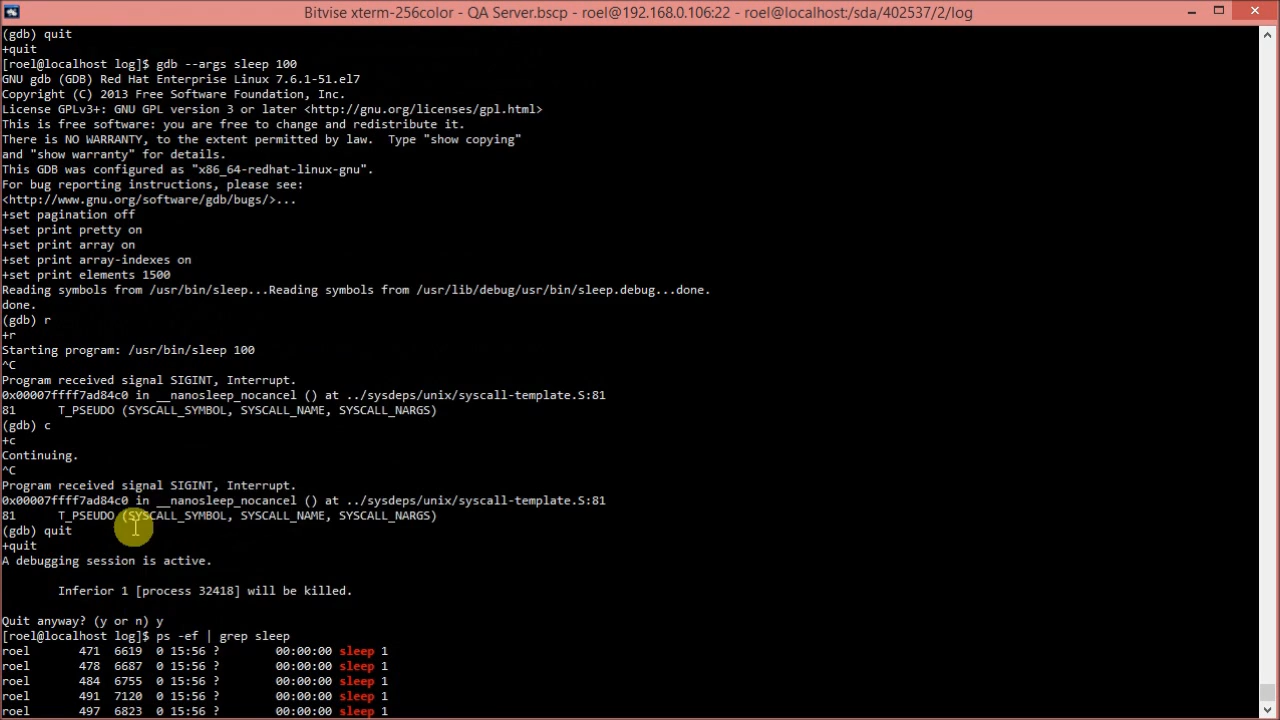 Bitvise xterm-256color - QA Server.bscp - roel@192.168.0.106:22 - roel@localhost:/sda/402537/2/log
(gdb) quit
+quit
[roel@localhost log]$ gdb --args sleep 100
GNU gdb (GDB) Red Hat Enterprise Linux 7.6.1-51.el7
Copyright (C) 2013 Free Software Foundation, Inc.
License GPLv3+: GNU GPL version 3 or later <http://gnu.org/licenses/gpl.html>
This is free software: you are free to change and redistribute it.
There is NO WARRANTY, to the extent permitted by law.  Type "show copying"
and "show warranty" for details.
This GDB was configured as "x86_64-redhat-linux-gnu".
For bug reporting instructions, please see:
<http://www.gnu.org/software/gdb/bugs/>...
+set pagination off
+set print pretty on
+set print array on
+set print array-indexes on
+set print elements 1500
Reading symbols from /usr/bin/sleep...Reading symbols from /usr/lib/debug/usr/bin/sleep.debug...done.
done.
(gdb) r
+r
Starting program: /usr/bin/sleep 100
^C
Program received signal SIGINT, Interrupt.
0x00007ffff7ad84c0 in __nanosleep_nocancel () at ../sysdeps/unix/syscall-template.S:81
81      T_PSEUDO (SYSCALL_SYMBOL, SYSCALL_NAME, SYSCALL_NARGS)
(gdb) c
+c
Continuing.
^C
Program received signal SIGINT, Interrupt.
0x00007ffff7ad84c0 in __nanosleep_nocancel () at ../sysdeps/unix/syscall-template.S:81
81      T_PSEUDO (SYSCALL_SYMBOL, SYSCALL_NAME, SYSCALL_NARGS)
(gdb) quit
+quit
A debugging session is active.
Inferior 1 [process 32418] will be killed.
Quit anyway? (y or n) y
[roel@localhost log]$ ps -ef | grep sleep
roel       471  6619  0 15:56 ?        00:00:00 sleep 1
roel       478  6687  0 15:56 ?        00:00:00 sleep 1
roel       484  6755  0 15:56 ?        00:00:00 sleep 1
roel       491  7120  0 15:56 ?        00:00:00 sleep 1
roel       497  6823  0 15:56 ?        00:00:00 sleep 1